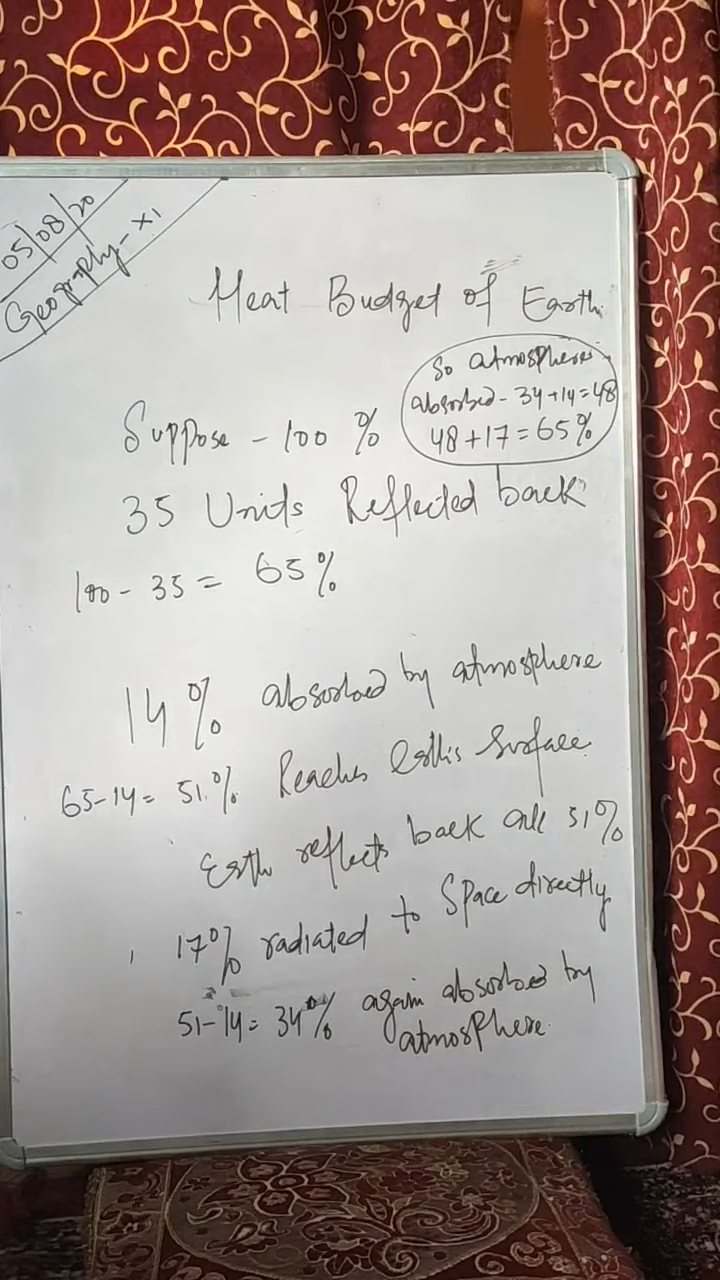 05/08/20
Geography - XI
Heat Budget of Earth
So atmosphere
absorbed - 34+14=48
48+17=65%
Suppose - 100 %
35 Units Reflected back
100 - 35 = 65%
14% absorbed by atmosphere
65-14= 51.% Reaches Earth's Surface
Earth reflects back all 51%
17% radiated to Space directly
51-14= 34% again absorbed by
atmosphere